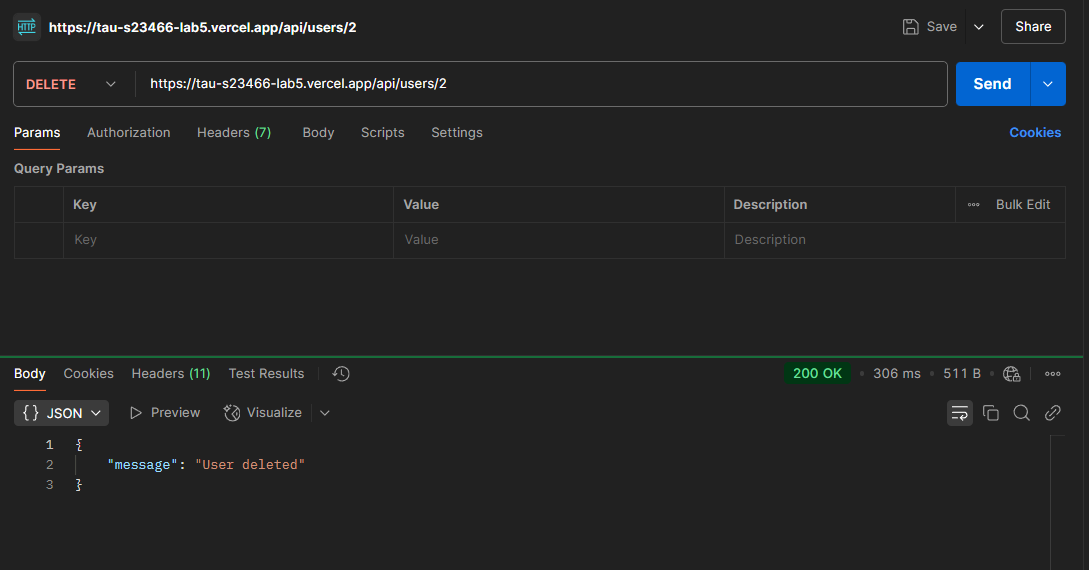 HTTP https://tau-s23466-lab5.vercel.app/api/users/2 Save Share
DELETE https://tau-s23466-lab5.vercel.app/api/users/2 Send
Params Authorization Headers (7) Body Scripts Settings Cookies
Query Params
Key Value Description Bulk Edit
Key Value Description
Body Cookies Headers (11) Test Results 200 OK 306 ms 511 B
{} JSON Preview Visualize
1 {
2 "message": "User deleted"
3 }